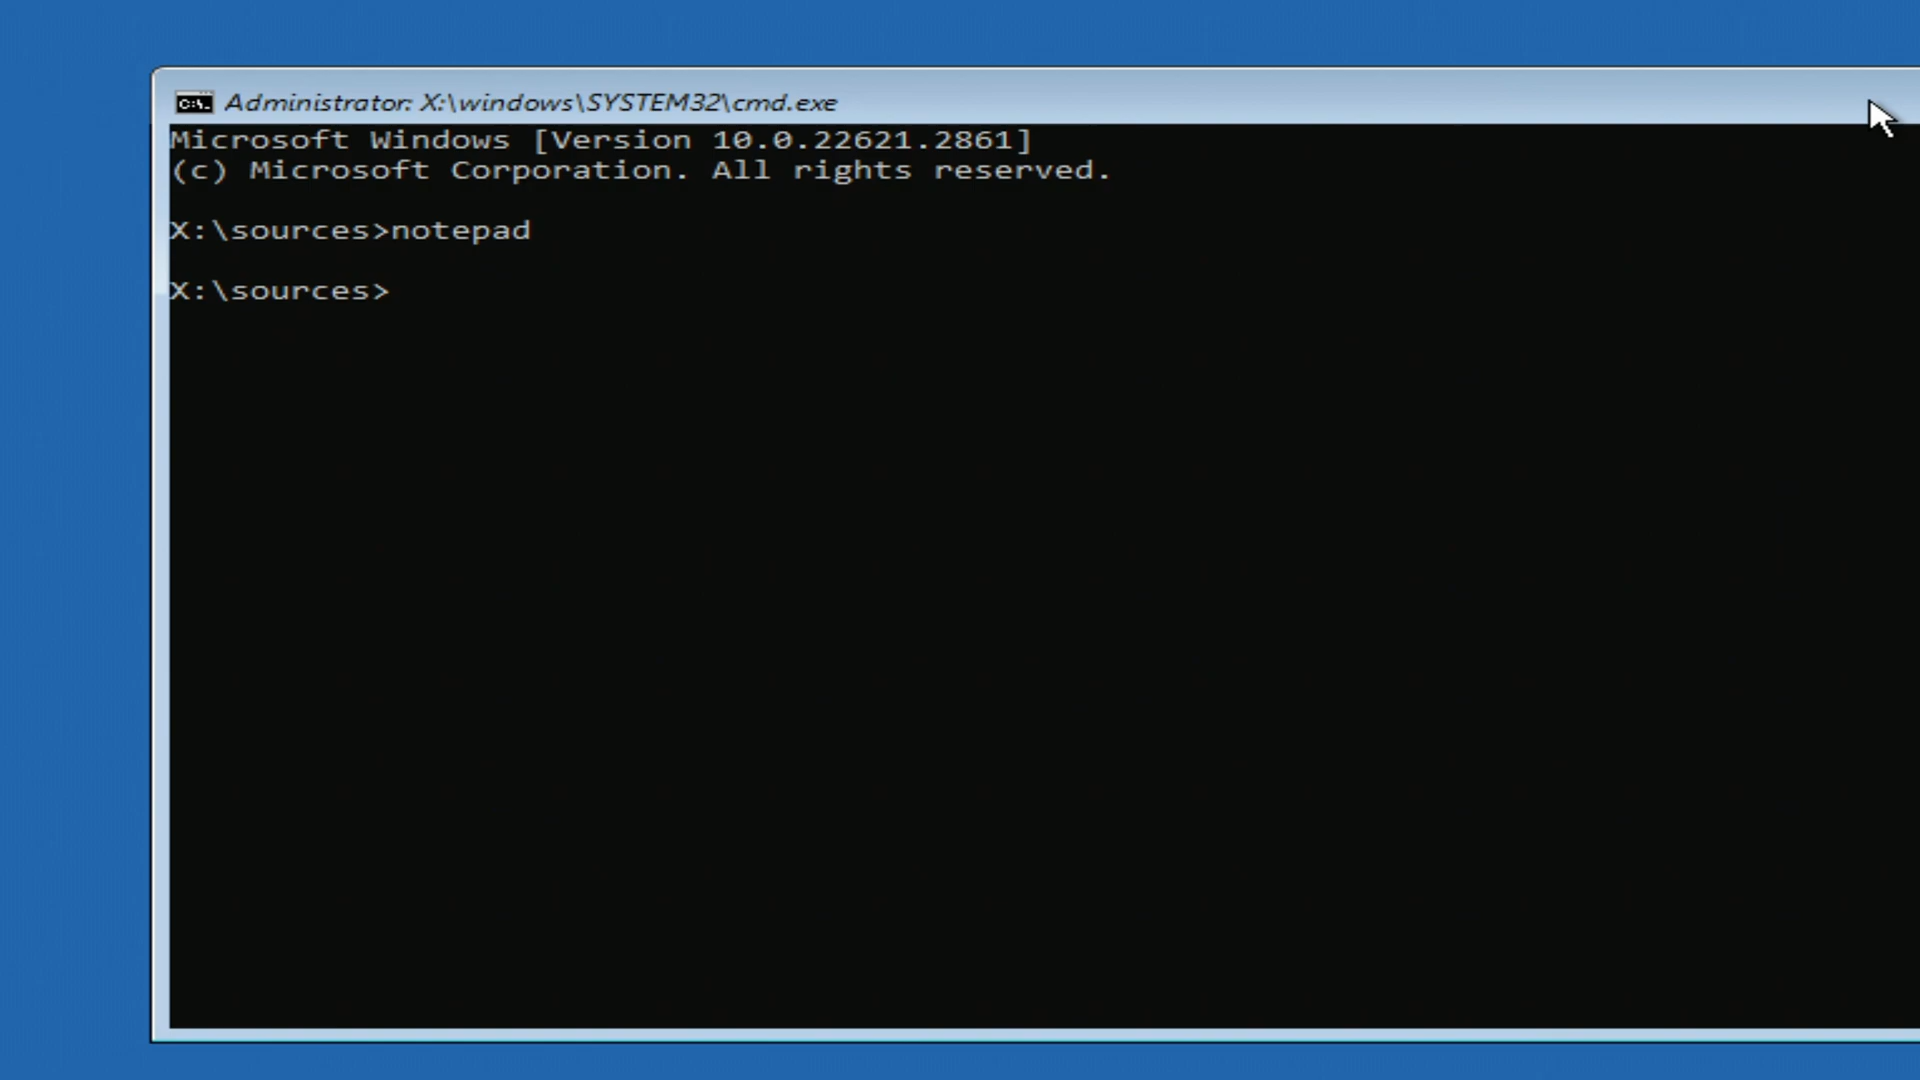 Administrator: X:\windows\SYSTEM32\cmd.exe
Microsoft Windows [Version 10.0.22621.2861]
(c) Microsoft Corporation. All rights reserved.
X:\sources>notepad
X:\sources>